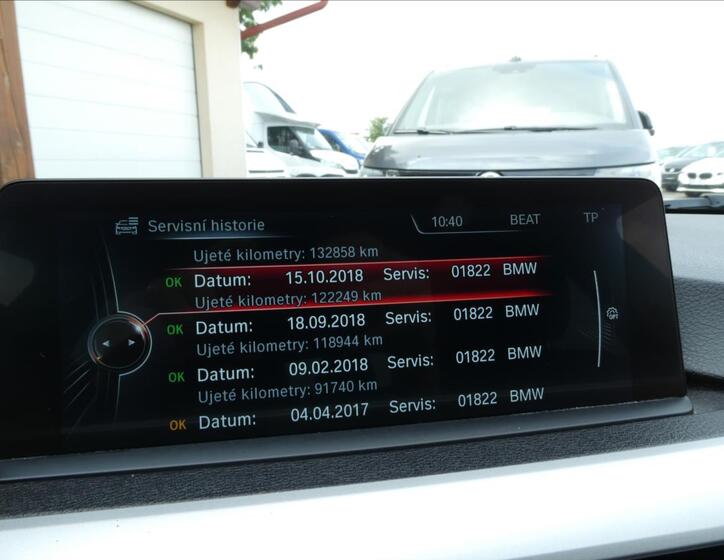 Servisní historie 10:40 BEAT TP
Ujeté kilometry: 132858 km
OK Datum: 15.10.2018 Servis: 01822 BMW
Ujeté kilometry: 122249 km
OK Datum: 18.09.2018 Servis: 01822 BMW
Ujeté kilometry: 118944 km
OK Datum: 09.02.2018 Servis: 01822 BMW
Ujeté kilometry: 91740 km
OK Datum: 04.04.2017 Servis: 01822 BMW
OFF